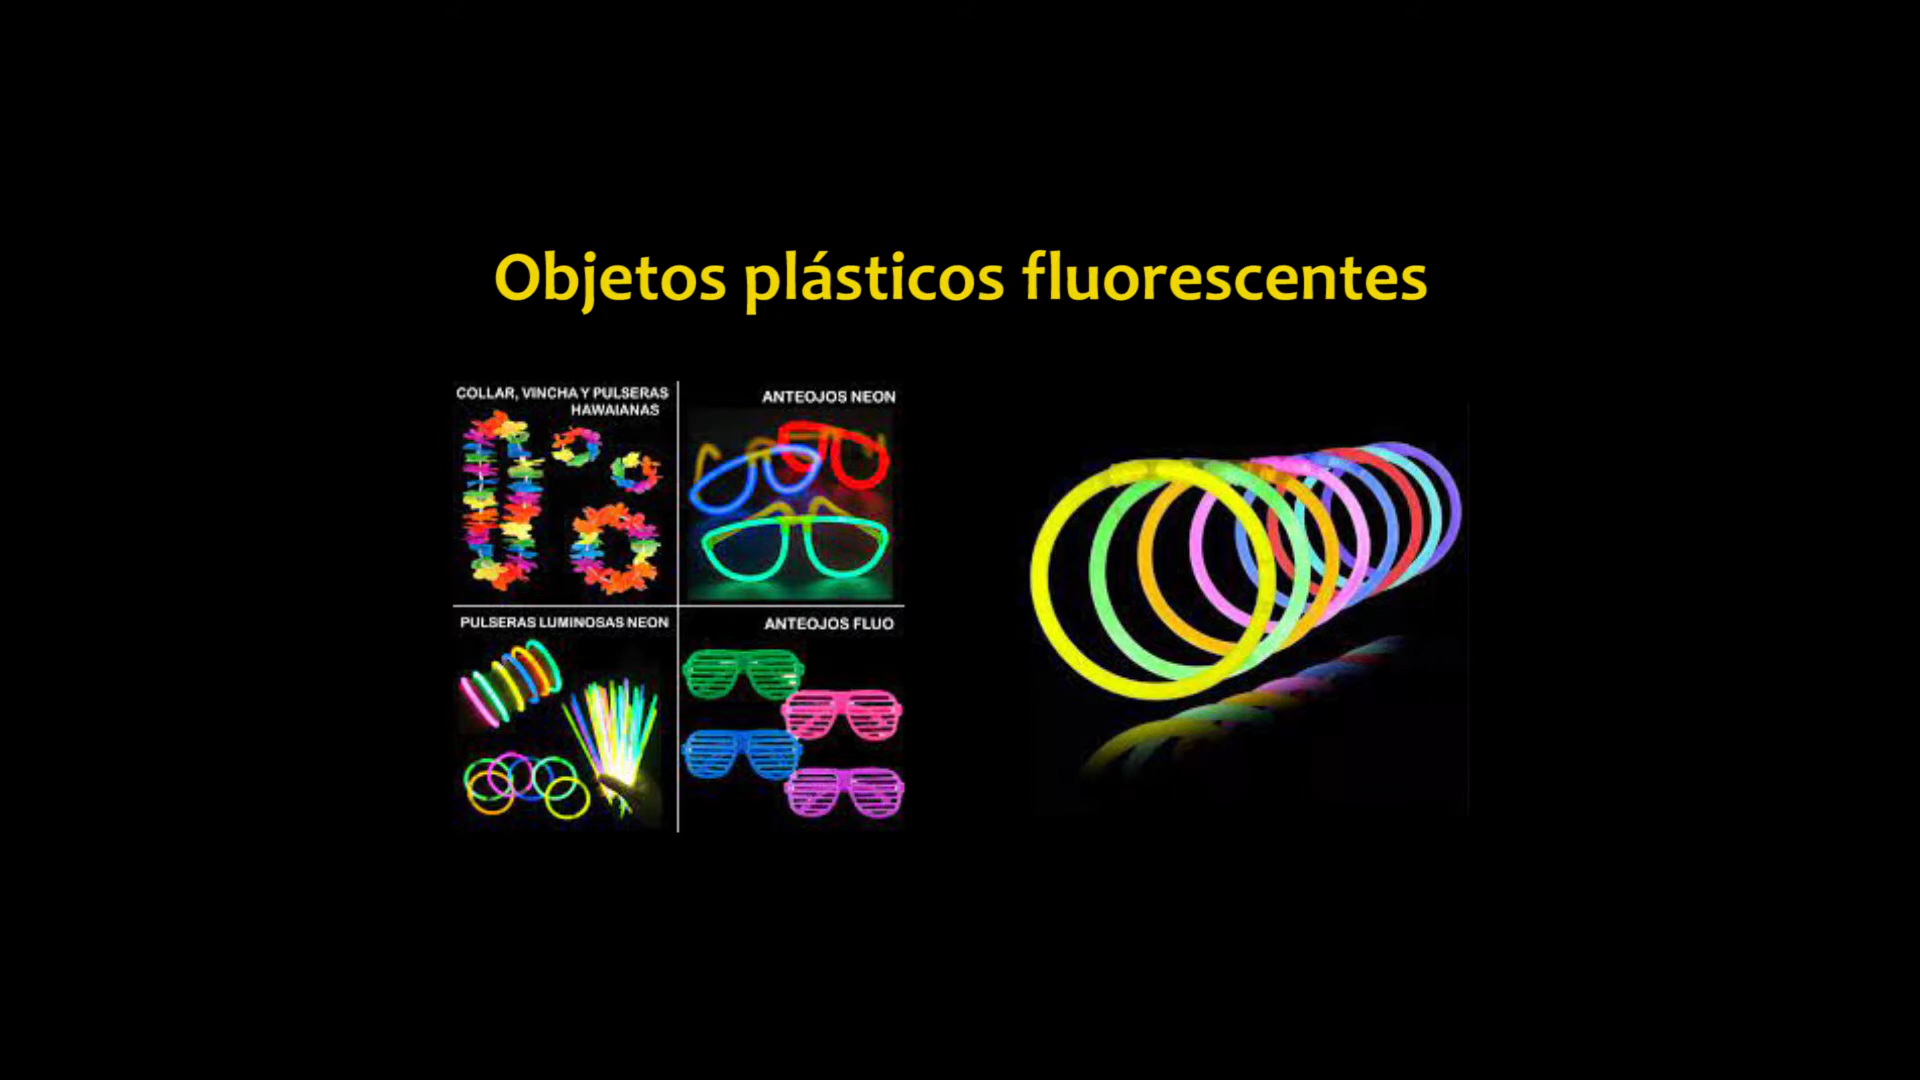 Objetos plásticos fluorescentes
COLLAR, VINCHA Y PULSERAS
HAWAIANAS
ANTEOJOS NEON
PULSERAS LUMINOSAS NEON
ANTEOJOS FLUO